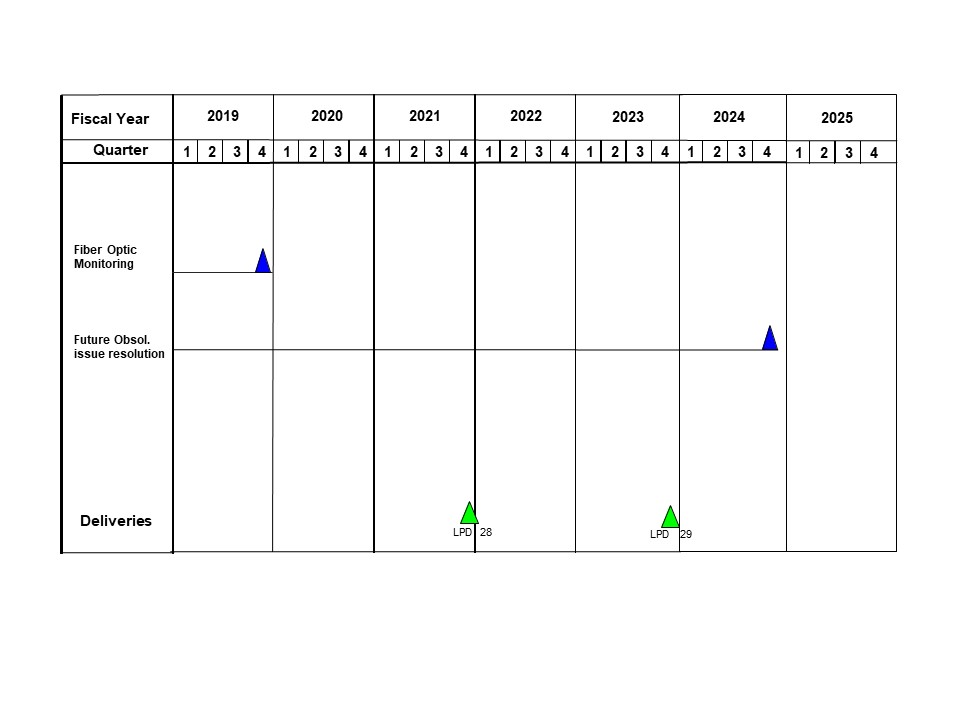 Fiscal Year 2019 2020 2021 2022 2023 2024 2025
Quarter 1 2 3 4 1 2 3 4 1 2 3 4 1 2 3 4 1 2 3 4 1 2 3 4 1 2 3 4
Fiber Optic
Monitoring
Future Obsol.
issue resolution
Deliveries
LPD 28
LPD 29